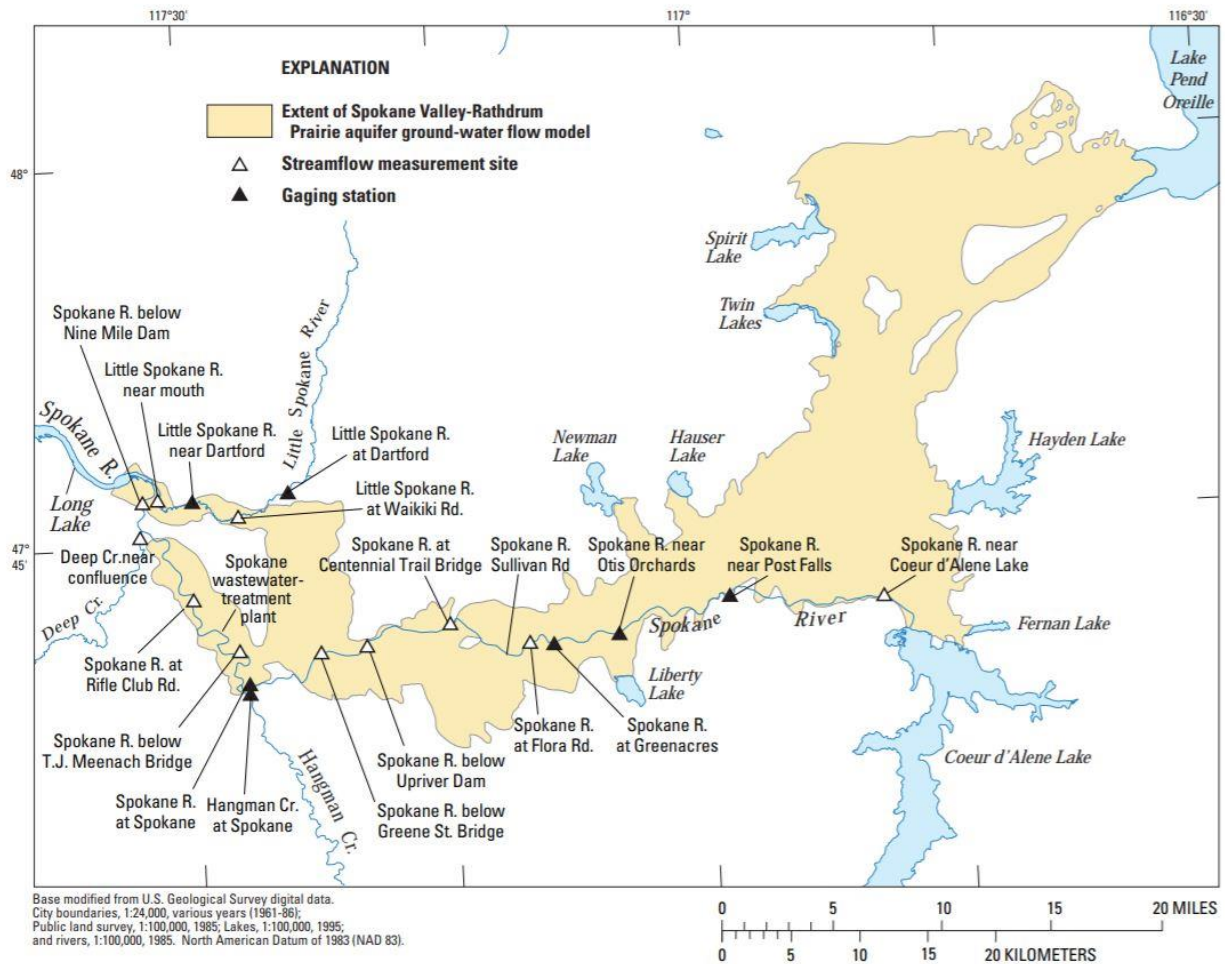 117°30'
117°
116°30'
EXPLANATION
Extent of Spokane Valley-Rathdrum
Prairie aquifer ground-water flow model
Streamflow measurement site
Gaging station
48°
47°
45'
Lake
Pend
Oreille
Spirit
Lake
Twin
Lakes
Spokane R. below
Nine Mile Dam
Little Spokane R.
near mouth
Little Spokane River
Spokane R.
Little Spokane R.
near Dartford
Little Spokane R.
at Dartford
Newman
Lake
Hauser
Lake
Hayden Lake
Long
Lake
Little Spokane R.
at Waikiki Rd.
Deep Cr.near
confluence
Spokane
wastewater-
treatment
plant
Spokane R. at
Centennial Trail Bridge
Spokane R.
Sullivan Rd
Spokane R. near
Otis Orchards
Spokane R.
near Post Falls
Spokane R. near
Coeur d'Alene Lake
Deep Cr.
Spokane River
Fernan Lake
Spokane R. at
Rifle Club Rd.
Liberty
Lake
Spokane R. below
T.J. Meenach Bridge
Spokane R.
at Spokane
Hangman Cr.
at Spokane
Hangman Cr.
Spokane R. below
Upriver Dam
Spokane R. below
Greene St. Bridge
Spokane R.
at Flora Rd.
Spokane R.
at Greenacres
Coeur d'Alene Lake
Base modified from U.S. Geological Survey digital data.
City boundaries, 1:24,000, various years (1961-86);
Public land survey, 1:100,000, 1985; Lakes, 1:100,000, 1995;
and rivers, 1:100,000, 1985. North American Datum of 1983 (NAD 83).
0 5 10 15 20 MILES
0 5 10 15 20 KILOMETERS